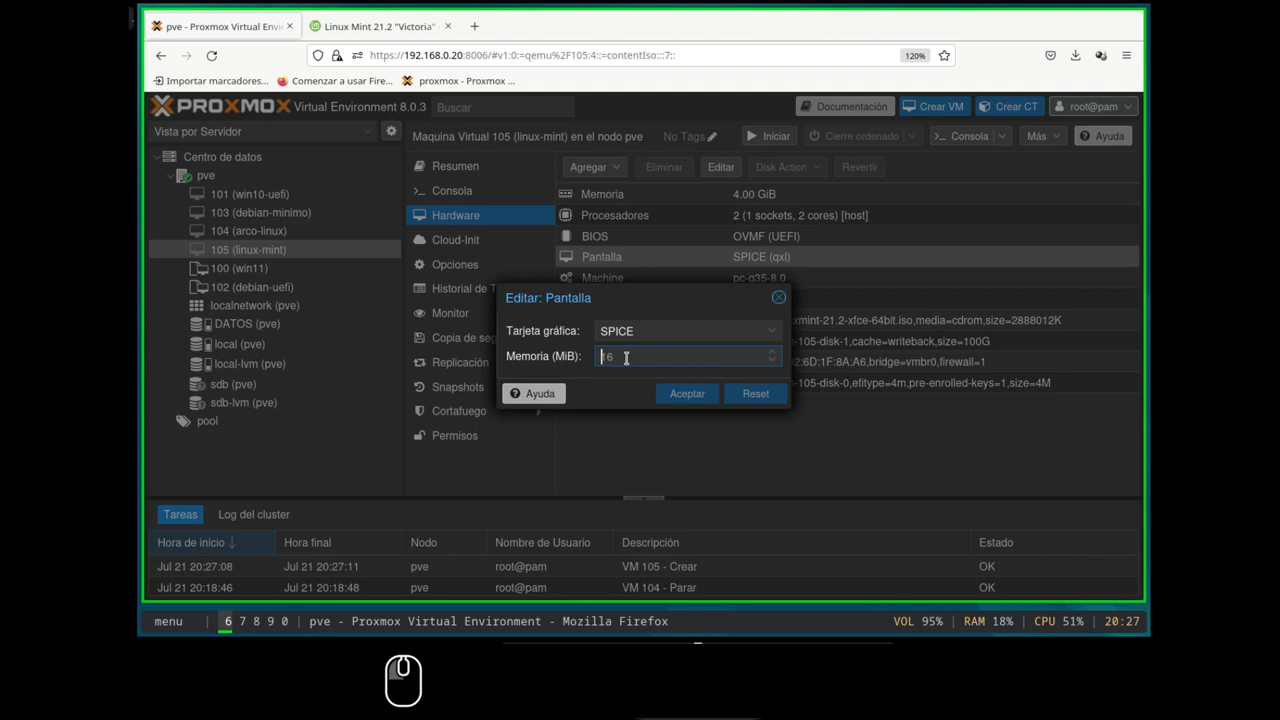 pve - Proxmox Virtual Envi
Linux Mint 21.2 "Victoria"
https://192.168.0.20:8006/#v1:0:=qemu%2F105:4::=contentIso:::7::
120%
Importar marcadores...
Comenzar a usar Fire...
proxmox - Proxmox ...
PROXMOX Virtual Environment 8.0.3
Buscar
Documentación
Crear VM
Crear CT
root@pam
Vista por Servidor
Maquina Virtual 105 (linux-mint) en el nodo pve
No Tags
Iniciar
Cierre ordenado
Consola
Más
Ayuda
Centro de datos
pve
101 (win10-uefi)
103 (debian-minimo)
104 (arco-linux)
105 (linux-mint)
100 (win11)
102 (debian-uefi)
localnetwork (pve)
DATOS (pve)
local (pve)
local-lvm (pve)
sdb (pve)
sdb-lvm (pve)
pool
Resumen
Consola
Hardware
Cloud-Init
Opciones
Historial de T
Monitor
Copia de seg
Replicación
Snapshots
Cortafuego
Permisos
Agregar
Eliminar
Editar
Disk Action
Revertir
Memoria 4.00 GiB
Procesadores 2 (1 sockets, 2 cores) [host]
BIOS OVMF (UEFI)
Pantalla SPICE (qxl)
Machine pc-q35-8.0
xmint-21.2-xfce-64bit.iso,media=cdrom,size=2888012K
105-disk-1,cache=writeback,size=100G
6D:1F:8A:A6,bridge=vmbr0,firewall=1
105-disk-0,efitype=4m,pre-enrolled-keys=1,size=4M
Editar: Pantalla
Tarjeta gráfica: SPICE
Memoria (MiB): 16
Ayuda
Aceptar
Reset
Tareas
Log del cluster
Hora de inicio Hora final Nodo Nombre de Usuario Descripción Estado
Jul 21 20:27:08 Jul 21 20:27:11 pve root@pam VM 105 - Crear OK
Jul 21 20:18:46 Jul 21 20:18:48 pve root@pam VM 104 - Parar OK
menu | 6 7 8 9 0 | pve - Proxmox Virtual Environment - Mozilla Firefox VOL 95% | RAM 18% | CPU 51% | 20:27